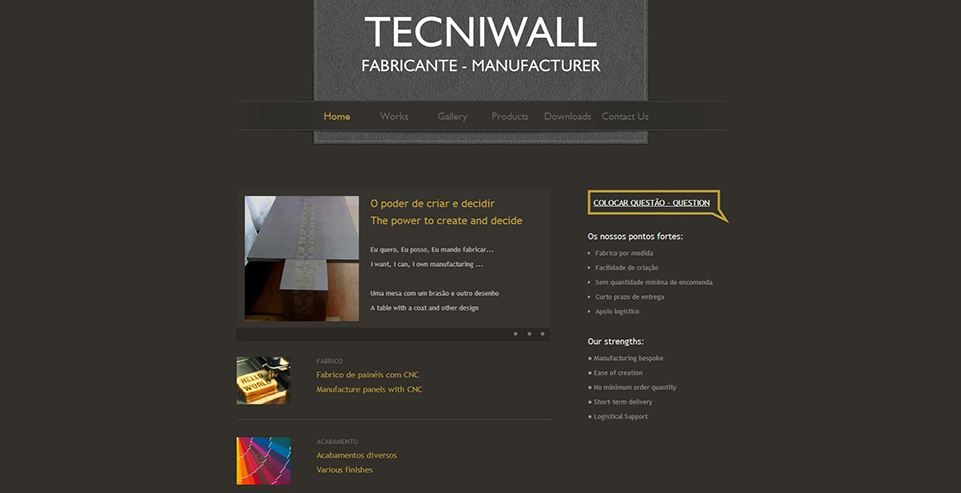 TECNIWALL
FABRICANTE - MANUFACTURER
Home Works Gallery Products Downloads Contact Us
O poder de criar e decidir
The power to create and decide
Eu quero, Eu posso, Eu mando fabricar...
I want, I can, I own manufacturing ...
Uma mesa com um brasão e outro desenho
A table with a coat and other design
COLOCAR QUESTÃO - QUESTION
Os nossos pontos fortes:
• Fabrico por medida
• Facilidade de criação
• Sem quantidade mínima de encomenda
• Curto prazo de entrega
• Apoio logístico
Our strengths:
● Manufacturing bespoke
● Ease of creation
● No minimum order quantity
● Short-term delivery
● Logistical Support
HELLO
WORLD
FABRICO
Fabrico de painéis com CNC
Manufacture panels with CNC
ACABAMENTO
Acabamentos diversos
Various finishes